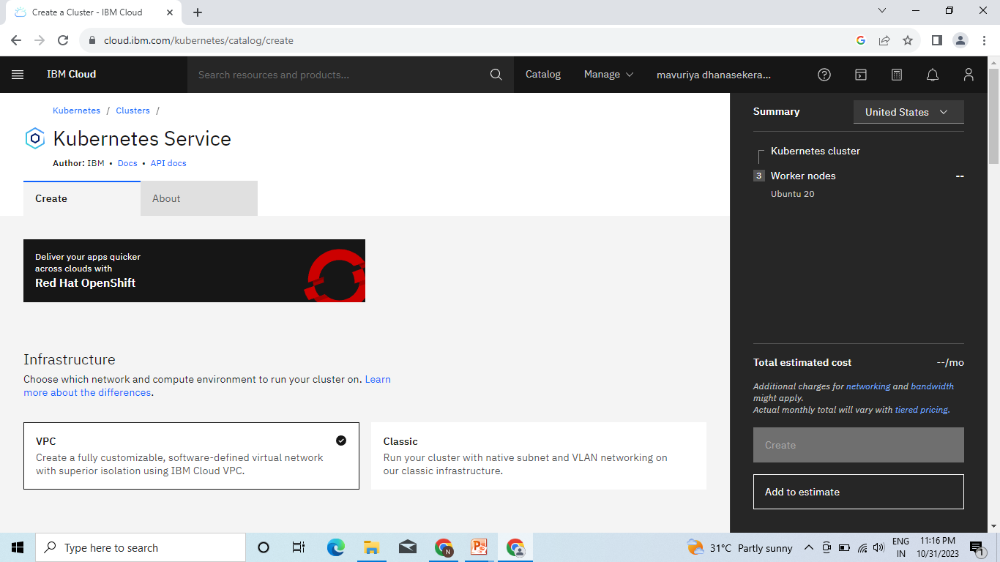 Create a Cluster - IBM Cloud
cloud.ibm.com/kubernetes/catalog/create
IBM Cloud
Search resources and products...
Catalog
Manage
mavuriya dhanasekera...
Kubernetes / Clusters /
Kubernetes Service
Author: IBM • Docs • API docs
Create
About
Deliver your apps quicker
across clouds with
Red Hat OpenShift
Infrastructure
Choose which network and compute environment to run your cluster on. Learn
more about the differences.
VPC
Create a fully customizable, software-defined virtual network
with superior isolation using IBM Cloud VPC.
Classic
Run your cluster with native subnet and VLAN networking on
our classic infrastructure.
Summary
United States
Kubernetes cluster
3 Worker nodes --
Ubuntu 20
Total estimated cost --/mo
Additional charges for networking and bandwidth
might apply.
Actual monthly total will vary with tiered pricing.
Create
Add to estimate
Type here to search
N
31°C Partly sunny
ENG
IN
11:16 PM
10/31/2023
1